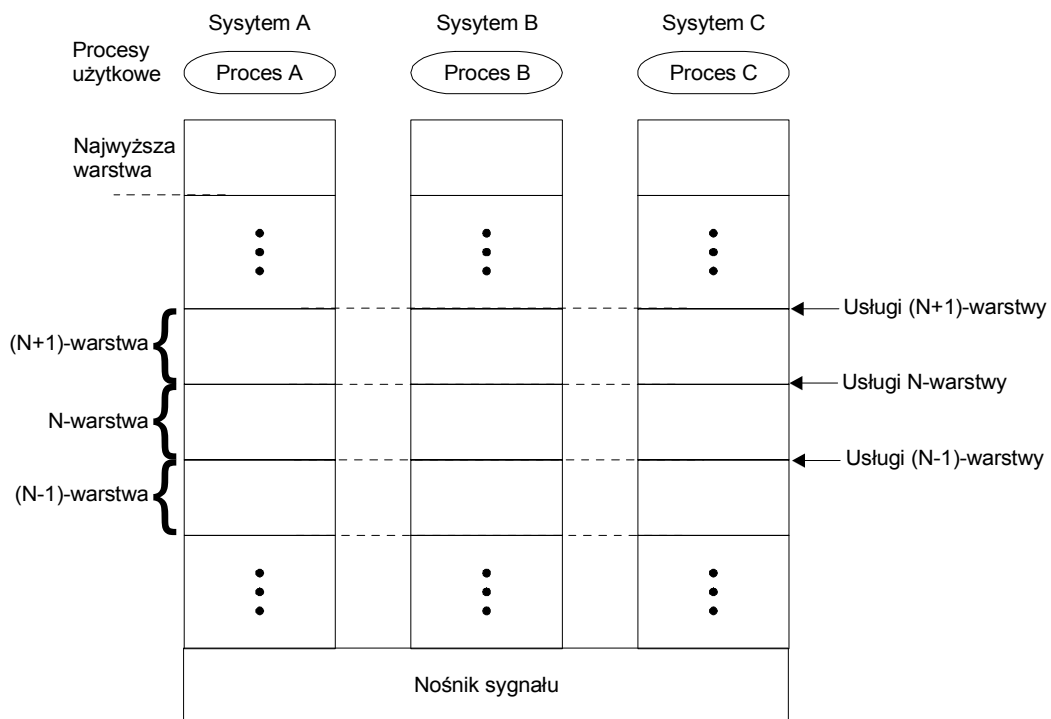 Sysytem A
Sysytem B
Sysytem C
Procesy
użytkowe
Proces A
Proces B
Proces C
Najwyższa
warstwa
Usługi (N+1)-warstwy
(N+1)-warstwa
Usługi N-warstwy
N-warstwa
Usługi (N-1)-warstwy
(N-1)-warstwa
Nośnik sygnału